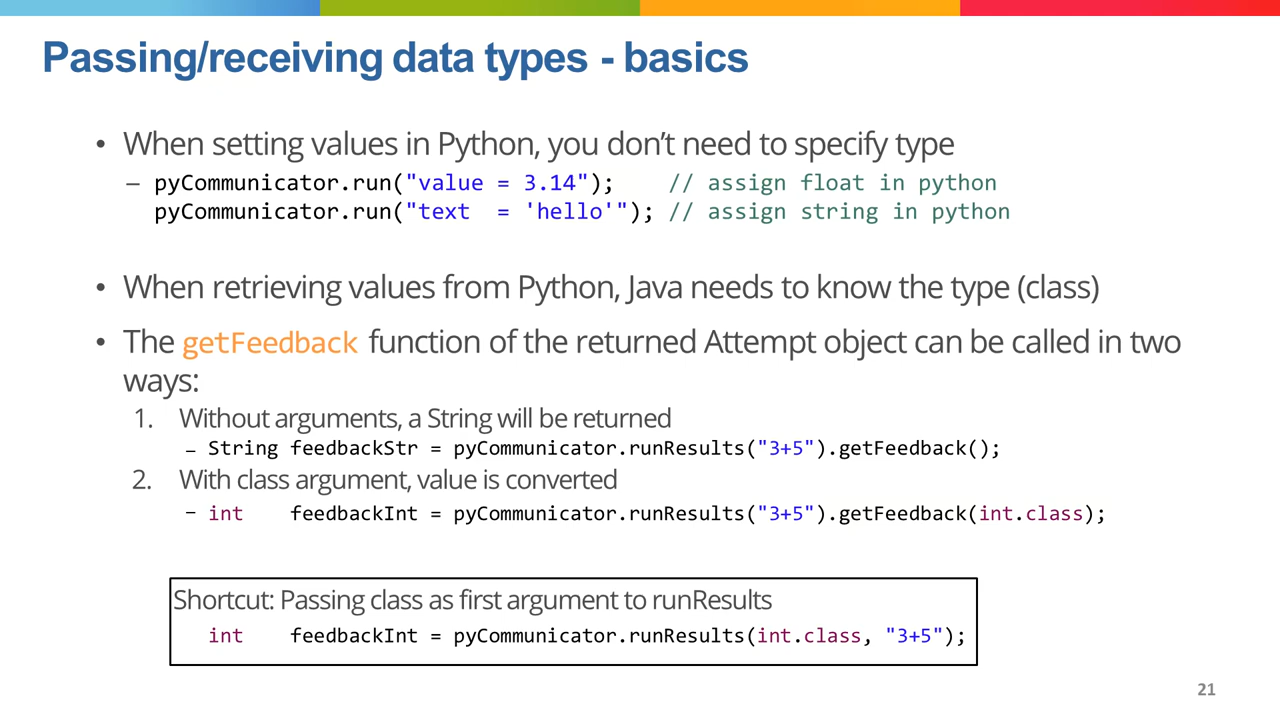 Passing/receiving data types - basics
• When setting values in Python, you don’t need to specify type
– pyCommunicator.run("value = 3.14");    // assign float in python
pyCommunicator.run("text  = 'hello'"); // assign string in python
• When retrieving values from Python, Java needs to know the type (class)
• The getFeedback function of the returned Attempt object can be called in two
ways:
1. Without arguments, a String will be returned
– String feedbackStr = pyCommunicator.runResults("3+5").getFeedback();
2. With class argument, value is converted
– int    feedbackInt = pyCommunicator.runResults("3+5").getFeedback(int.class);
Shortcut: Passing class as first argument to runResults
int    feedbackInt = pyCommunicator.runResults(int.class, "3+5");
21